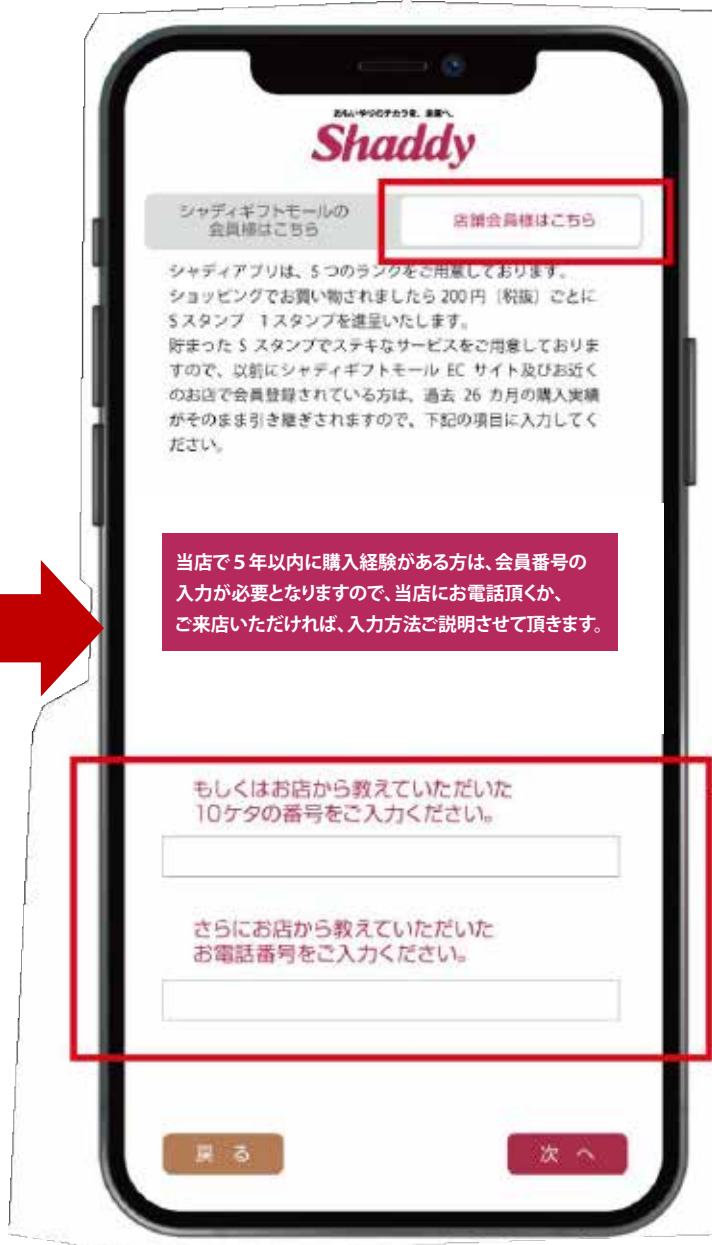 おもいやりのチカラを、未来へ。
Shaddy
シャディギフトモールの
会員様はこちら
店舗会員様はこちら
シャディアプリは、5つのランクをご用意しております。
ショッピングでお買い物されましたら 200円（税抜）ごとに
Sスタンプ 1スタンプを進呈いたします。
貯まった S スタンプでステキなサービスをご用意しておりま
すので、以前にシャディギフトモール EC サイト及びお近く
のお店で会員登録されている方は、過去 26 カ月の購入実績
がそのまま引き継ぎされますので、下記の項目に入力してく
ださい。
当店で5年以内に購入経験がある方は、会員番号の
入力が必要となりますので、当店にお電話頂くか、
ご来店いただければ、入力方法ご説明させて頂きます。
もしくはお店から教えていただいた
10ケタの番号をご入力ください。
さらにお店から教えていただいた
お電話番号をご入力ください。
戻る
次へ